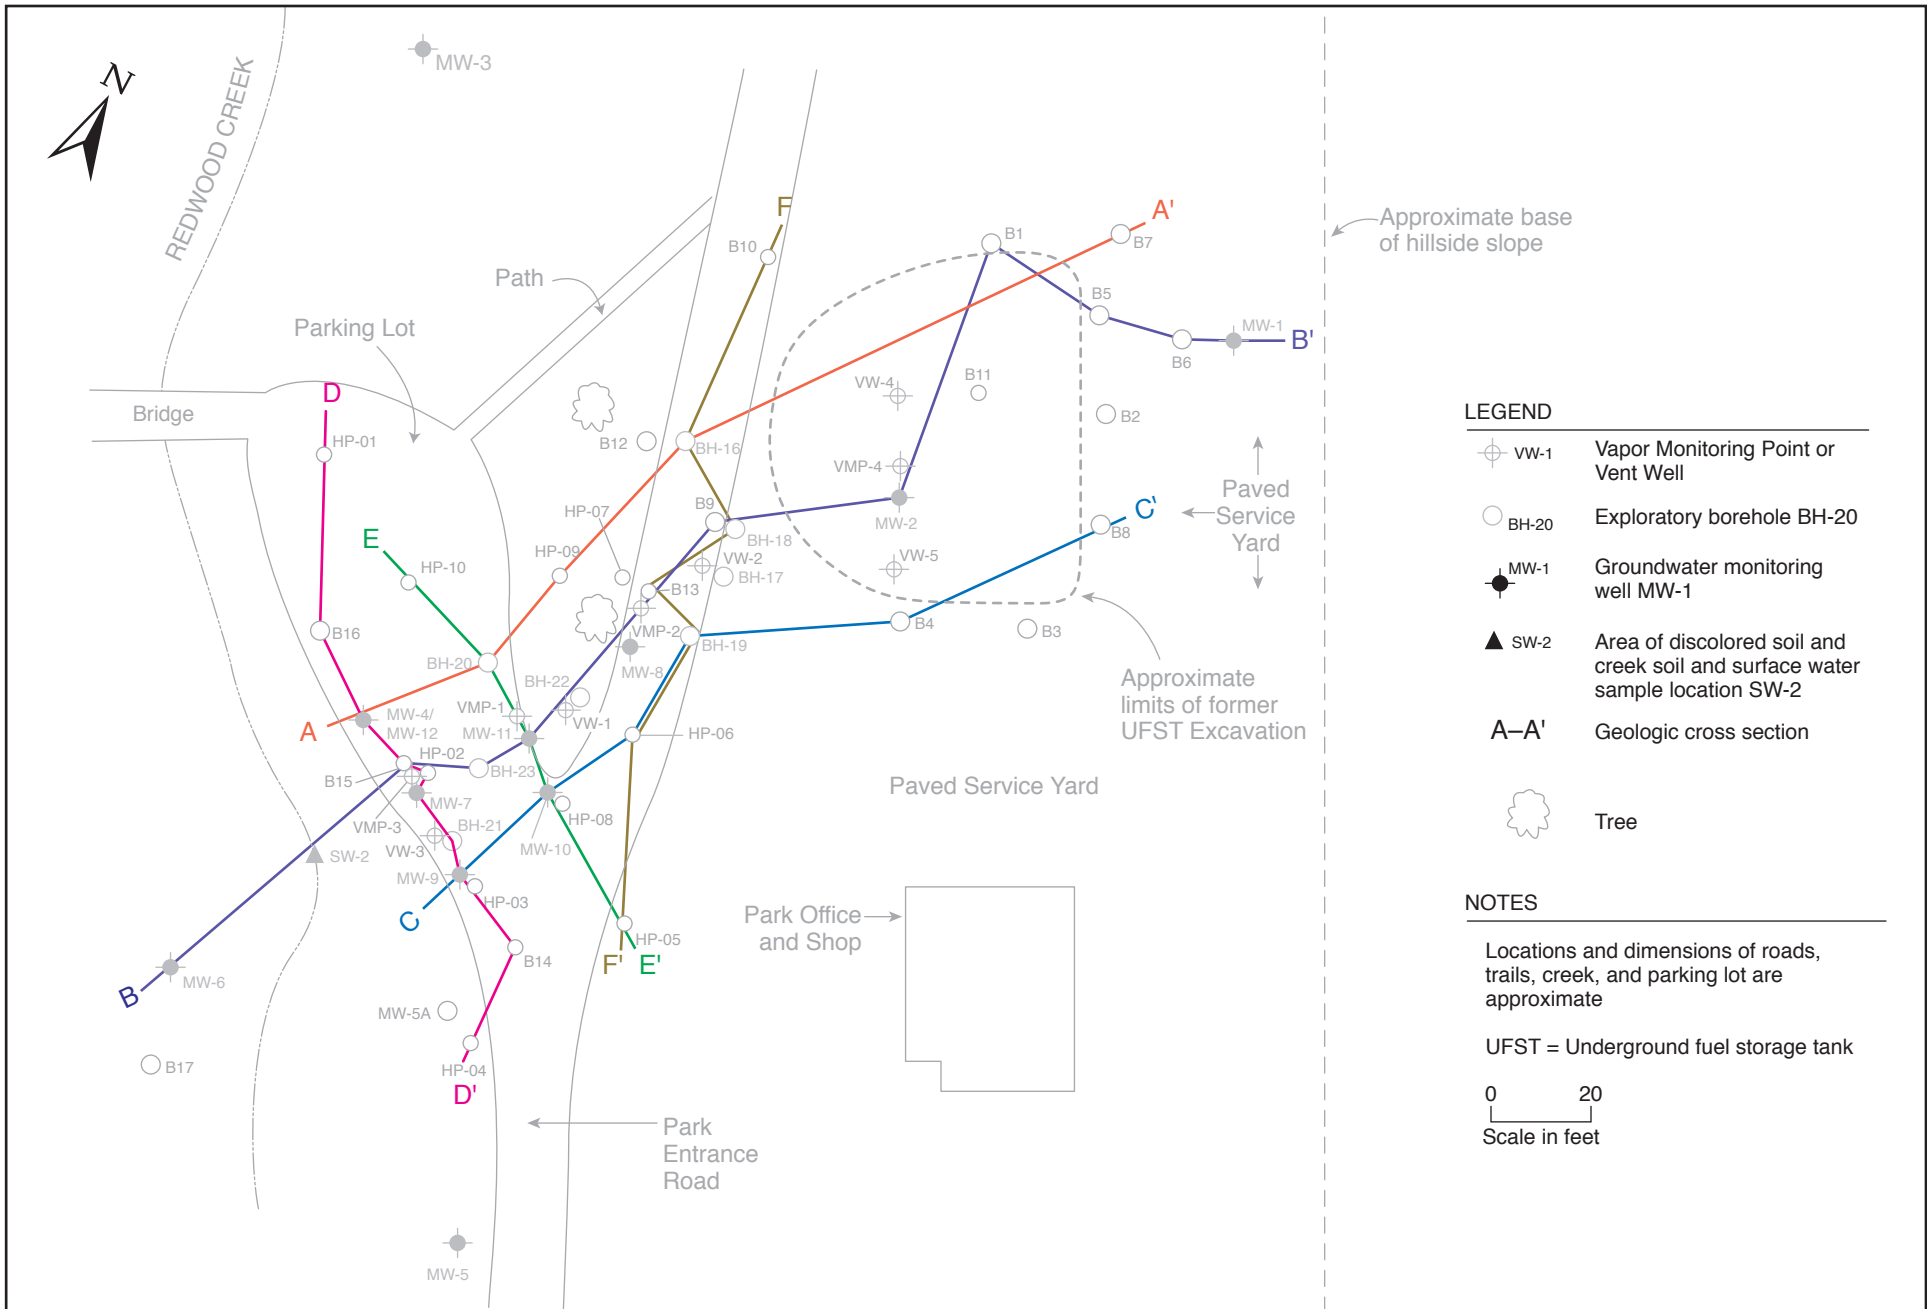 N
REDWOOD CREEK
MW-3
Path
Parking Lot
Bridge
D
HP-01
F
B10
B1
A'
B7
Approximate base
of hillside slope
B5
MW-1
B'
B6
VW-4
B11
B2
B12
BH-16
VMP-4
MW-2
Paved
Service
Yard
C'
B8
B9
BH-18
HP-07
VW-2
BH-17
VW-5
E
HP-10
HP-09
B13
VMP-2
B16
BH-19
B4
B3
MW-8
BH-20
BH-22
Approximate
limits of former
UFST Excavation
VMP-1
VW-1
A
MW-4/
MW-12
MW-11
HP-06
HP-02
BH-23
B15
MW-7
Paved Service Yard
VMP-3
BH-21
HP-08
VW-3
MW-10
SW-2
MW-9
HP-03
C
Park Office
and Shop
HP-05
F'
E'
B14
B
MW-6
MW-5A
B17
HP-04
D'
Park
Entrance
Road
MW-5
LEGEND
VW-1 Vapor Monitoring Point or
Vent Well
BH-20 Exploratory borehole BH-20
MW-1 Groundwater monitoring
well MW-1
SW-2 Area of discolored soil and
creek soil and surface water
sample location SW-2
A–A' Geologic cross section
Tree
NOTES
Locations and dimensions of roads,
trails, creek, and parking lot are
approximate
UFST = Underground fuel storage tank
0 20
Scale in feet